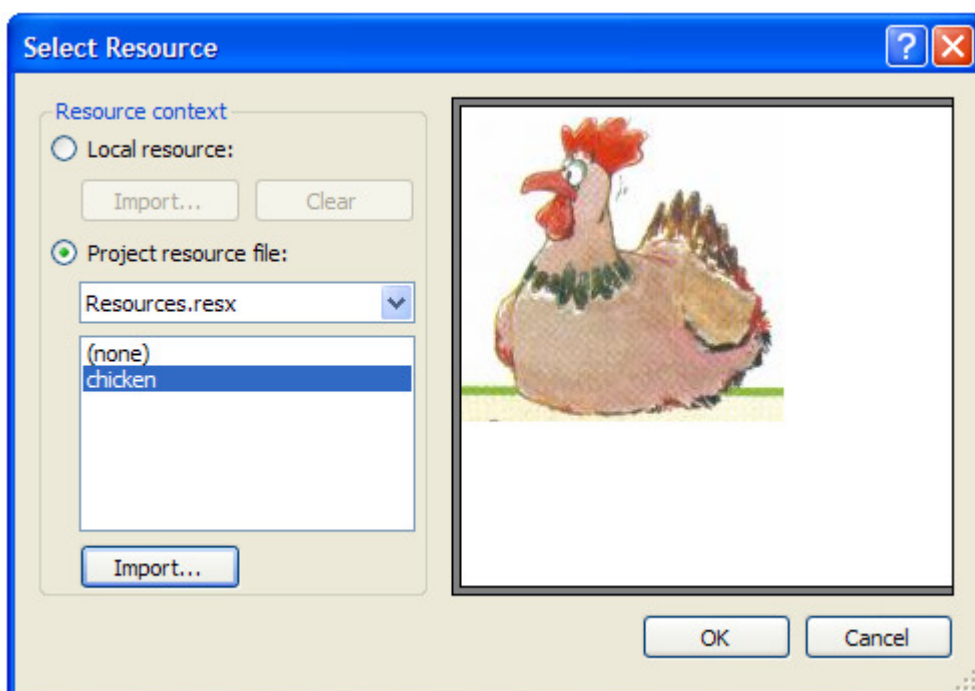 Select Resource
Resource context
Local resource:
Import...
Clear
Project resource file:
Resources.resx
(none)
chicken
Import...
OK
Cancel